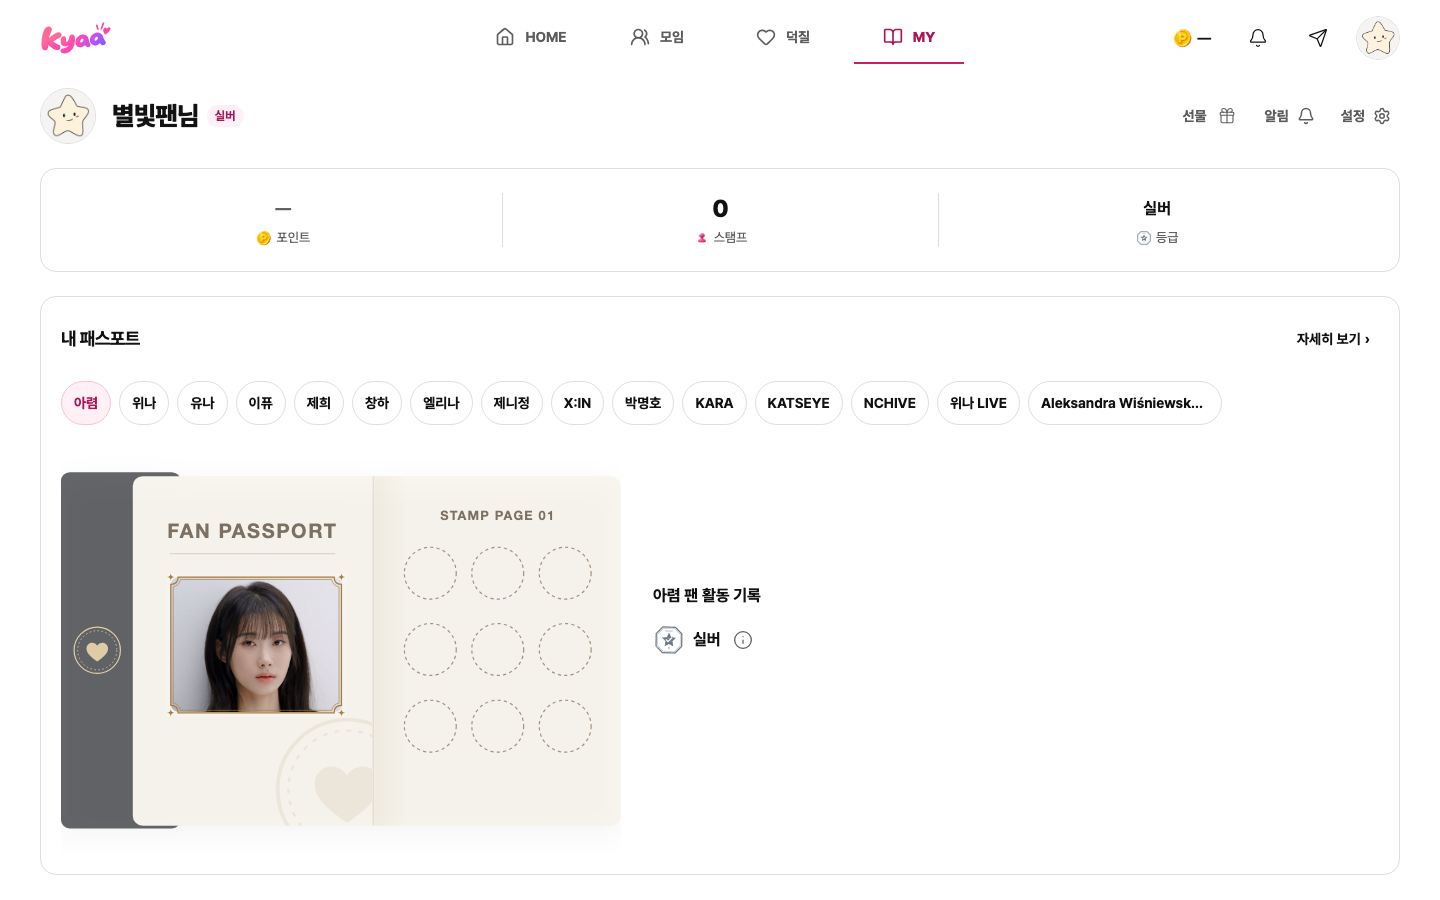 kyaa
HOME
모임
덕질
MY
—
별빛팬님 실버
선물
알림
설정
—
포인트
0
스탬프
실버
등급
내 패스포트
자세히 보기 ›
아렴
위나
유나
이퓨
제희
창하
엘리나
제니정
X:IN
박명호
KARA
KATSEYE
NCHIVE
위나 LIVE
Aleksandra Wiśniewsk...
FAN PASSPORT
STAMP PAGE 01
아렴 팬 활동 기록
실버